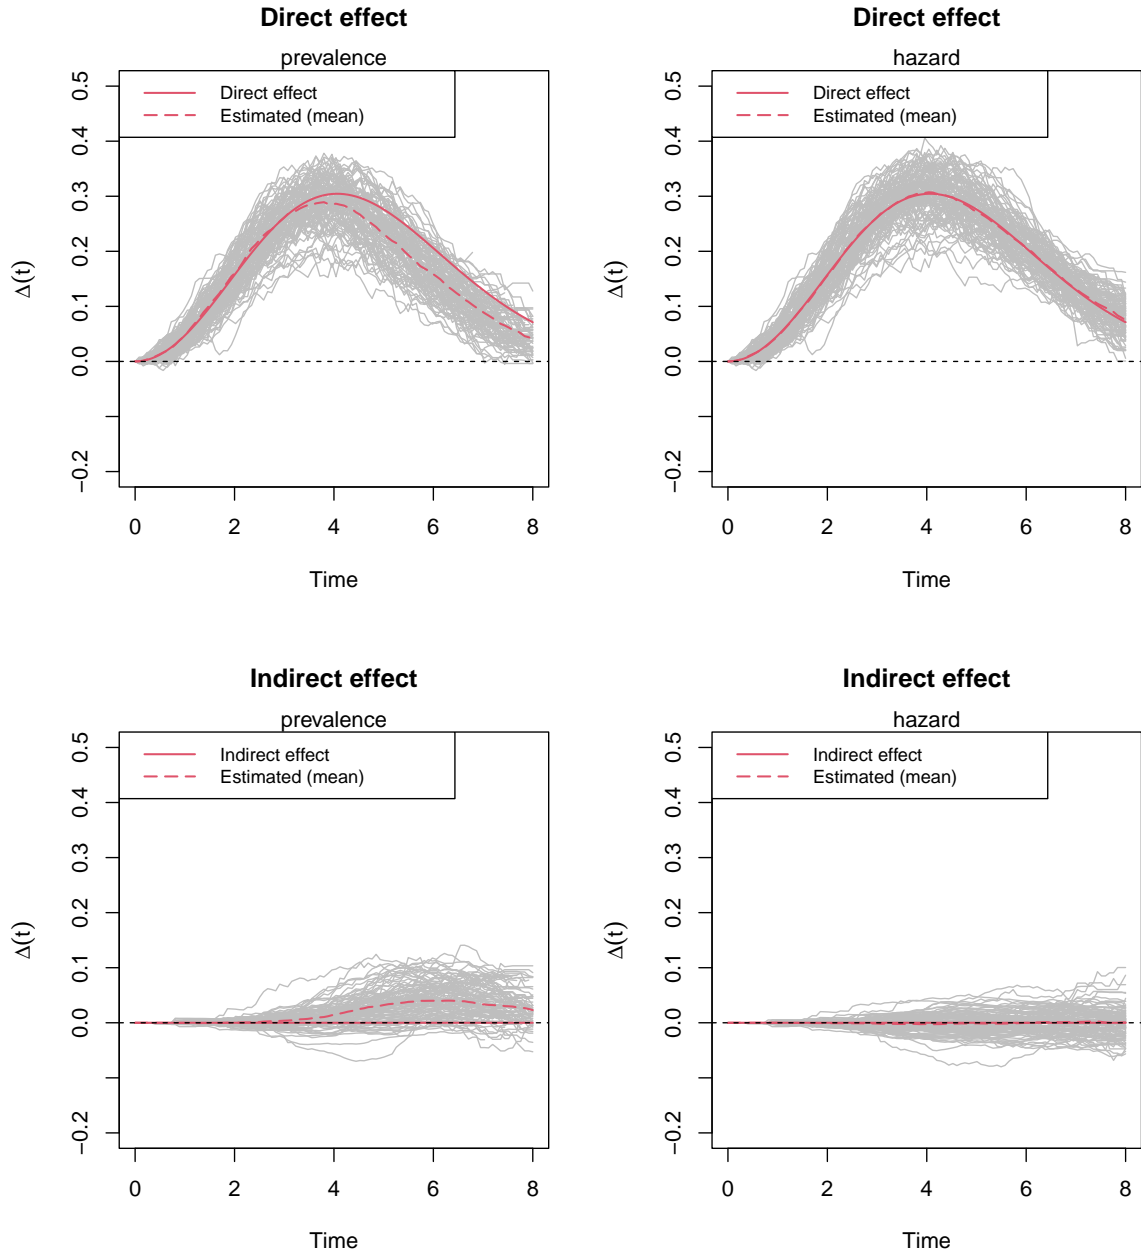 Direct effect
prevalence
Direct effect
Estimated (mean)
0.5
0.4
0.3
0.2
0.1
0.0
−0.2
Δ(t)
0 2 4 6 8
Time
Direct effect
hazard
Direct effect
Estimated (mean)
0.5
0.4
0.3
0.2
0.1
0.0
−0.2
Δ(t)
0 2 4 6 8
Time
Indirect effect
prevalence
Indirect effect
Estimated (mean)
0.5
0.4
0.3
0.2
0.1
0.0
−0.2
Δ(t)
0 2 4 6 8
Time
Indirect effect
hazard
Indirect effect
Estimated (mean)
0.5
0.4
0.3
0.2
0.1
0.0
−0.2
Δ(t)
0 2 4 6 8
Time